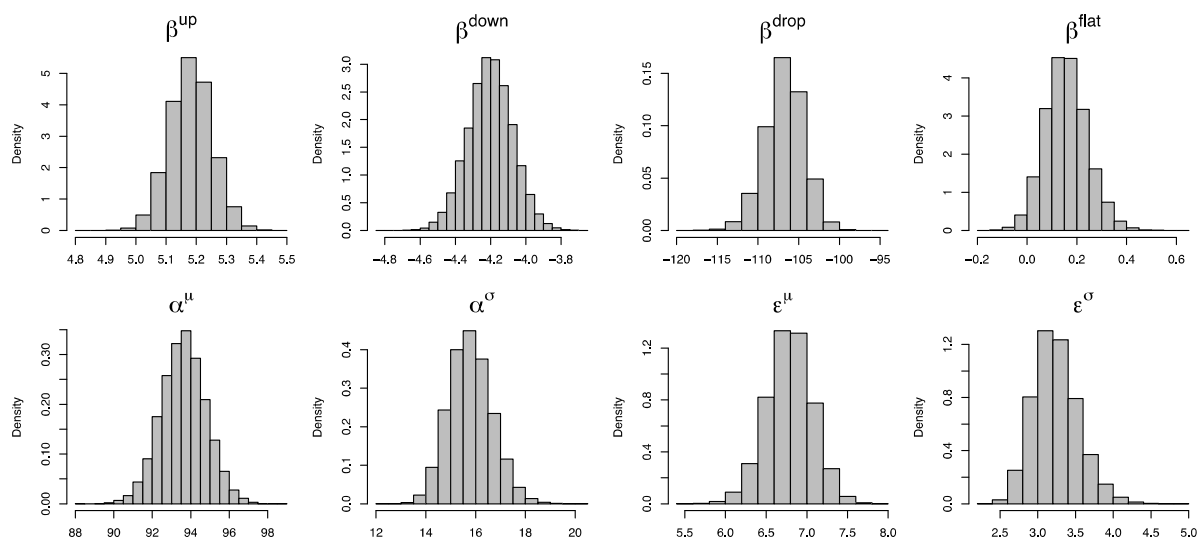 β^up β^down β^drop β^flat
Density 0 1 2 3 4 5
4.8 4.9 5.0 5.1 5.2 5.3 5.4 5.5
Density 0.0 0.5 1.0 1.5 2.0 2.5 3.0
−4.8 −4.6 −4.4 −4.2 −4.0 −3.8
Density 0.00 0.05 0.10 0.15
−120 −115 −110 −105 −100 −95
Density 0 1 2 3 4
−0.2 0.0 0.2 0.4 0.6
α^μ α^σ ε^μ ε^σ
Density 0.00 0.10 0.20 0.30
88 90 92 94 96 98
Density 0.0 0.1 0.2 0.3 0.4
12 14 16 18 20
Density 0.0 0.4 0.8 1.2
5.5 6.0 6.5 7.0 7.5 8.0
Density 0.0 0.4 0.8 1.2
2.5 3.0 3.5 4.0 4.5 5.0